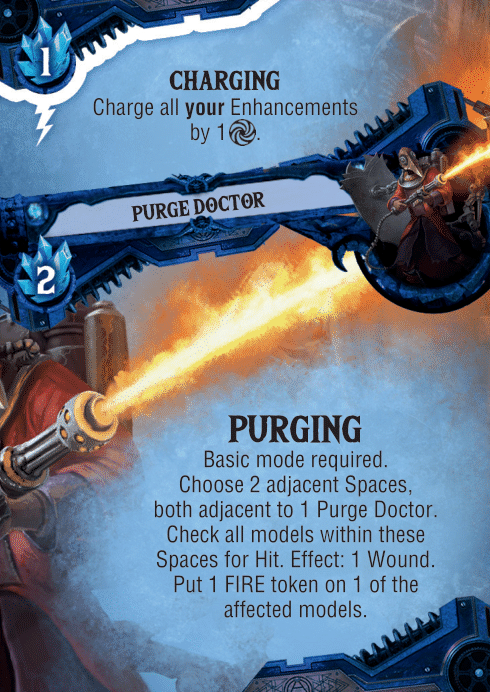 1
CHARGING
Charge all your Enhancements
by 1.
PURGE DOCTOR
2
PURGING
Basic mode required.
Choose 2 adjacent Spaces,
both adjacent to 1 Purge Doctor.
Check all models within these
Spaces for Hit. Effect: 1 Wound.
Put 1 FIRE token on 1 of the
affected models.